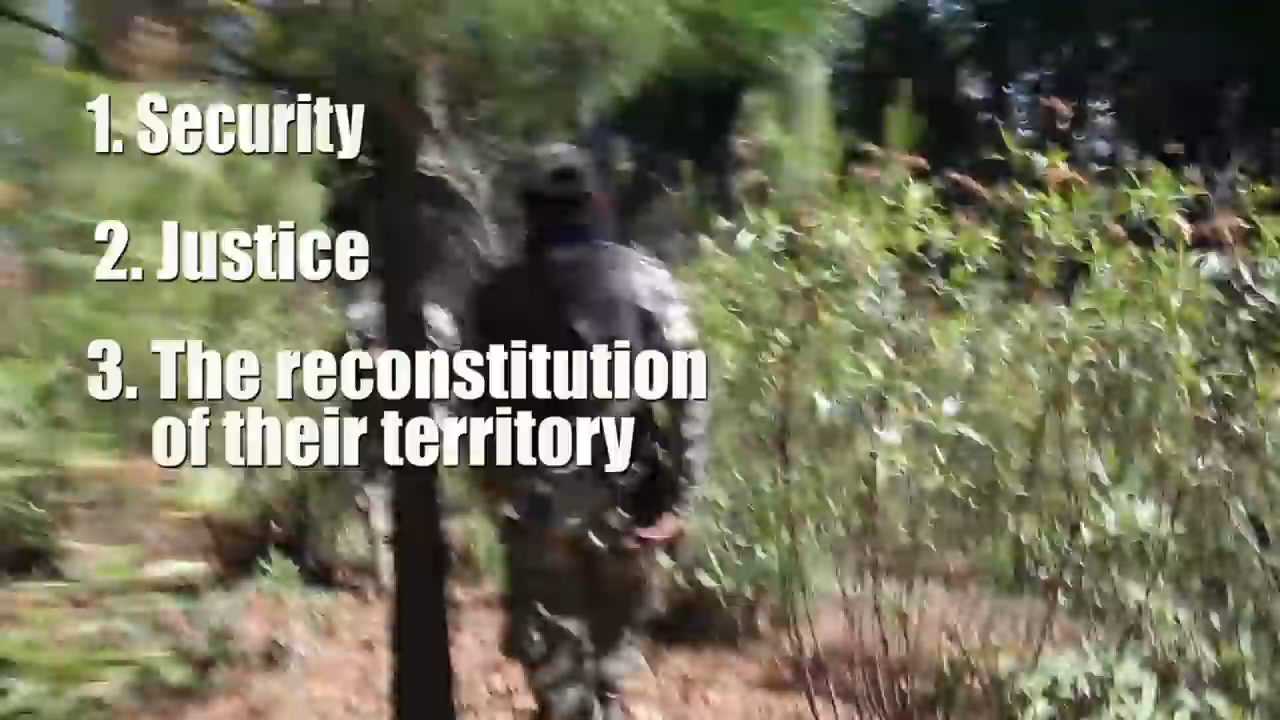 1. Security
2. Justice
3. The reconstitution
of their territory